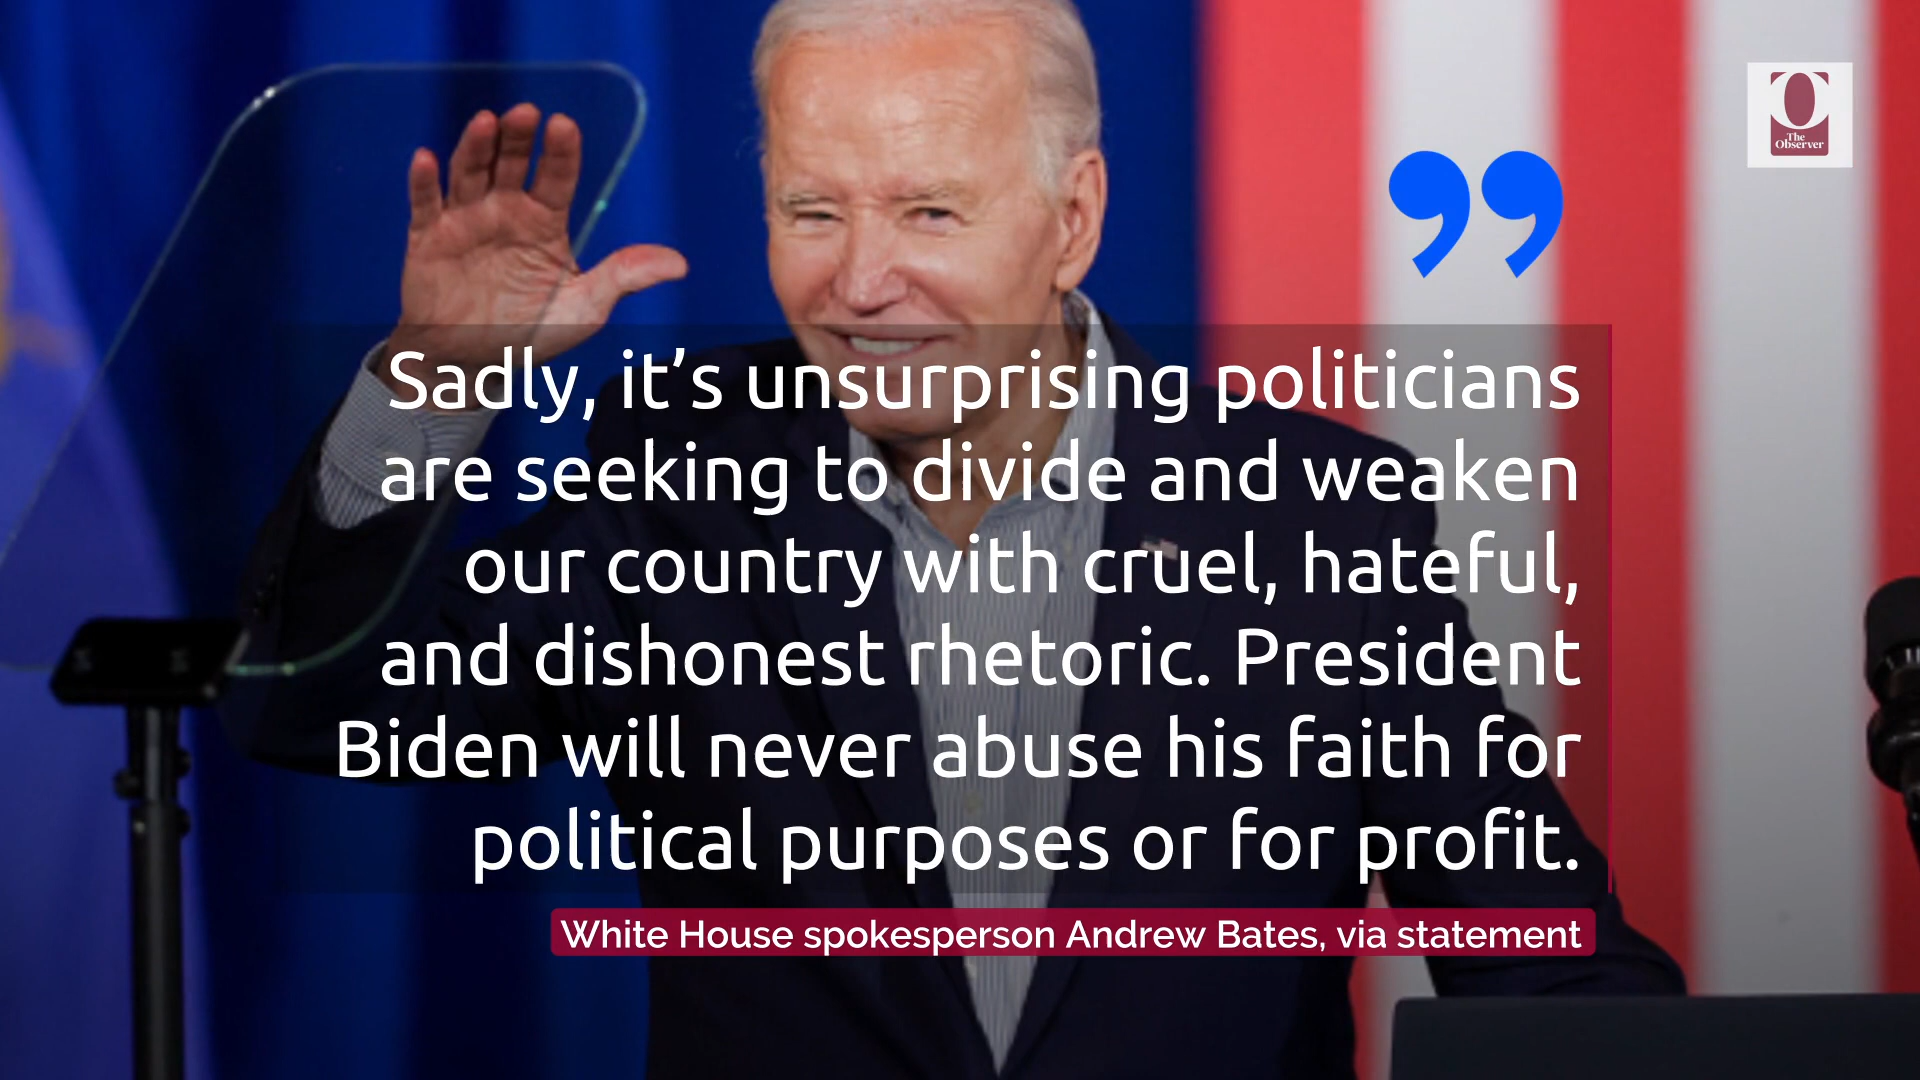 The
Observer
”
Sadly, it’s unsurprising politicians
are seeking to divide and weaken
our country with cruel, hateful,
and dishonest rhetoric. President
Biden will never abuse his faith for
political purposes or for profit.
White House spokesperson Andrew Bates, via statement